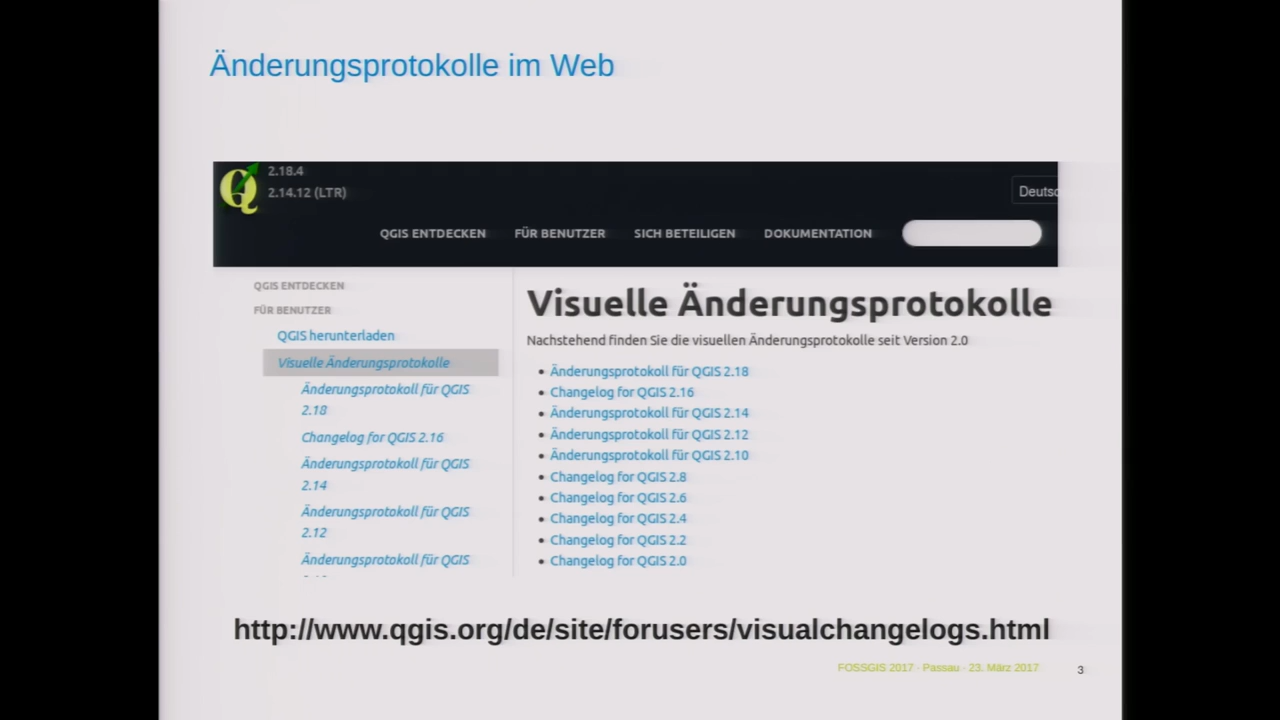 Änderungsprotokolle im Web
2.18.4
2.14.12 (LTR)
Deutsc
QGIS ENTDECKEN FÜR BENUTZER SICH BETEILIGEN DOKUMENTATION
QGIS ENTDECKEN
FÜR BENUTZER
QGIS herunterladen
Visuelle Änderungsprotokolle
Änderungsprotokoll für QGIS
2.18
Changelog for QGIS 2.16
Änderungsprotokoll für QGIS
2.14
Änderungsprotokoll für QGIS
2.12
Änderungsprotokoll für QGIS
Visuelle Änderungsprotokolle
Nachstehend finden Sie die visuellen Änderungsprotokolle seit Version 2.0
• Änderungsprotokoll für QGIS 2.18
• Changelog for QGIS 2.16
• Änderungsprotokoll für QGIS 2.14
• Änderungsprotokoll für QGIS 2.12
• Änderungsprotokoll für QGIS 2.10
• Changelog for QGIS 2.8
• Changelog for QGIS 2.6
• Changelog for QGIS 2.4
• Changelog for QGIS 2.2
• Changelog for QGIS 2.0
http://www.qgis.org/de/site/forusers/visualchangelogs.html
FOSSGIS 2017 - Passau - 23. März 2017
3